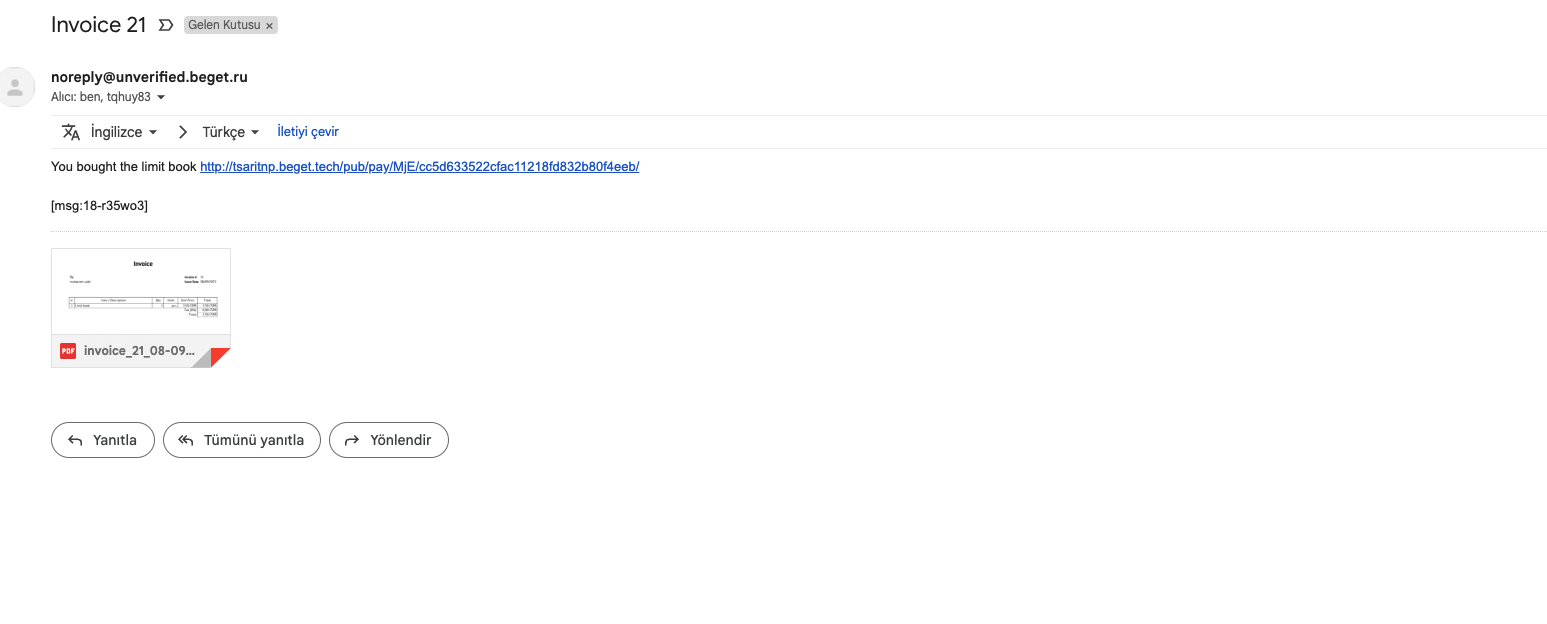 Invoice 21 Gelen Kutusu ×
noreply@unverified.beget.ru
Alıcı: ben, tqhuy83
İngilizce Türkçe İletiyi çevir
You bought the limit book http://tsaritnp.beget.tech/pub/pay/MjE/cc5d633522cfac11218fd832b80f4eeb/
[msg:18-r35wo3]
Invoice
PDF invoice_21_08-09...
Yanıtla Tümünü yanıtla Yönlendir